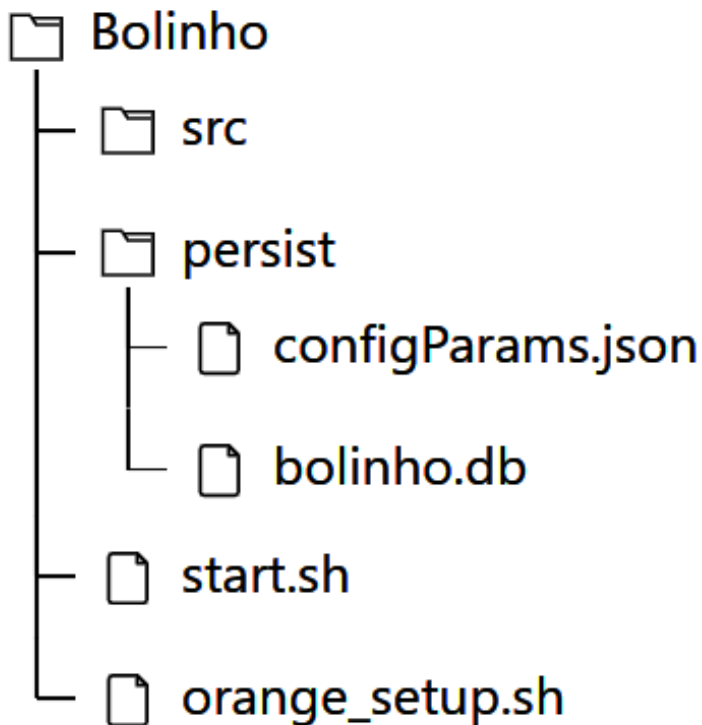 Bolinho
src
persist
configParams.json
bolinho.db
start.sh
orange_setup.sh